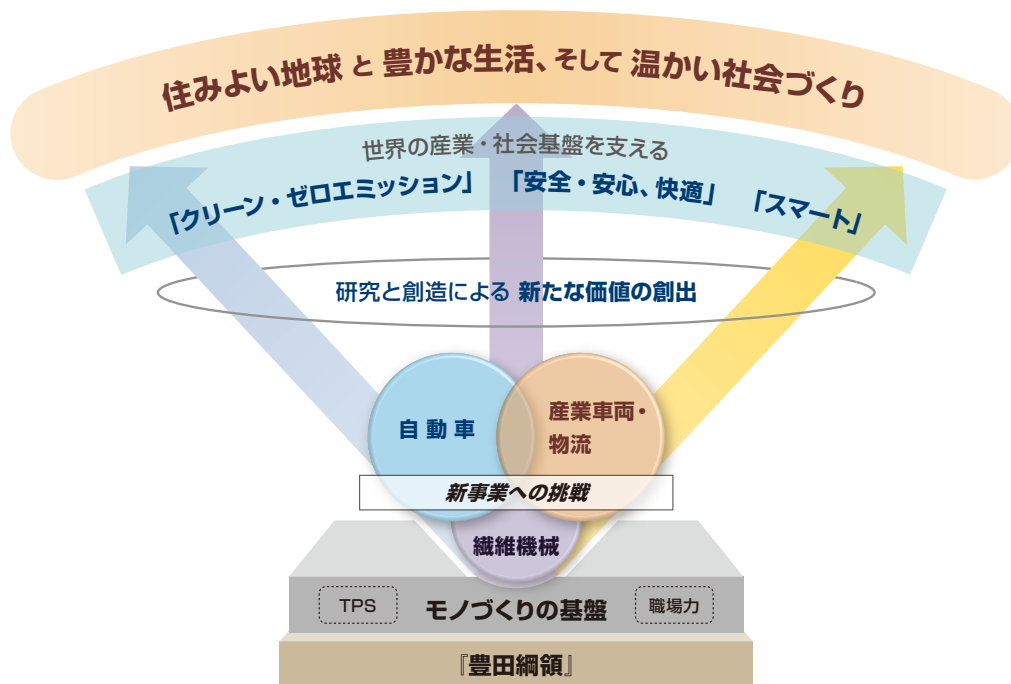 住みよい地球 と 豊かな生活、そして 温かい社会づくり
世界の産業・社会基盤を支える
「クリーン・ゼロエミッション」 「安全・安心、快適」 「スマート」
研究と創造による 新たな価値の創出
自動車
産業車両・
物流
新事業への挑戦
繊維機械
TPS モノづくりの基盤 職場力
『豊田綱領』